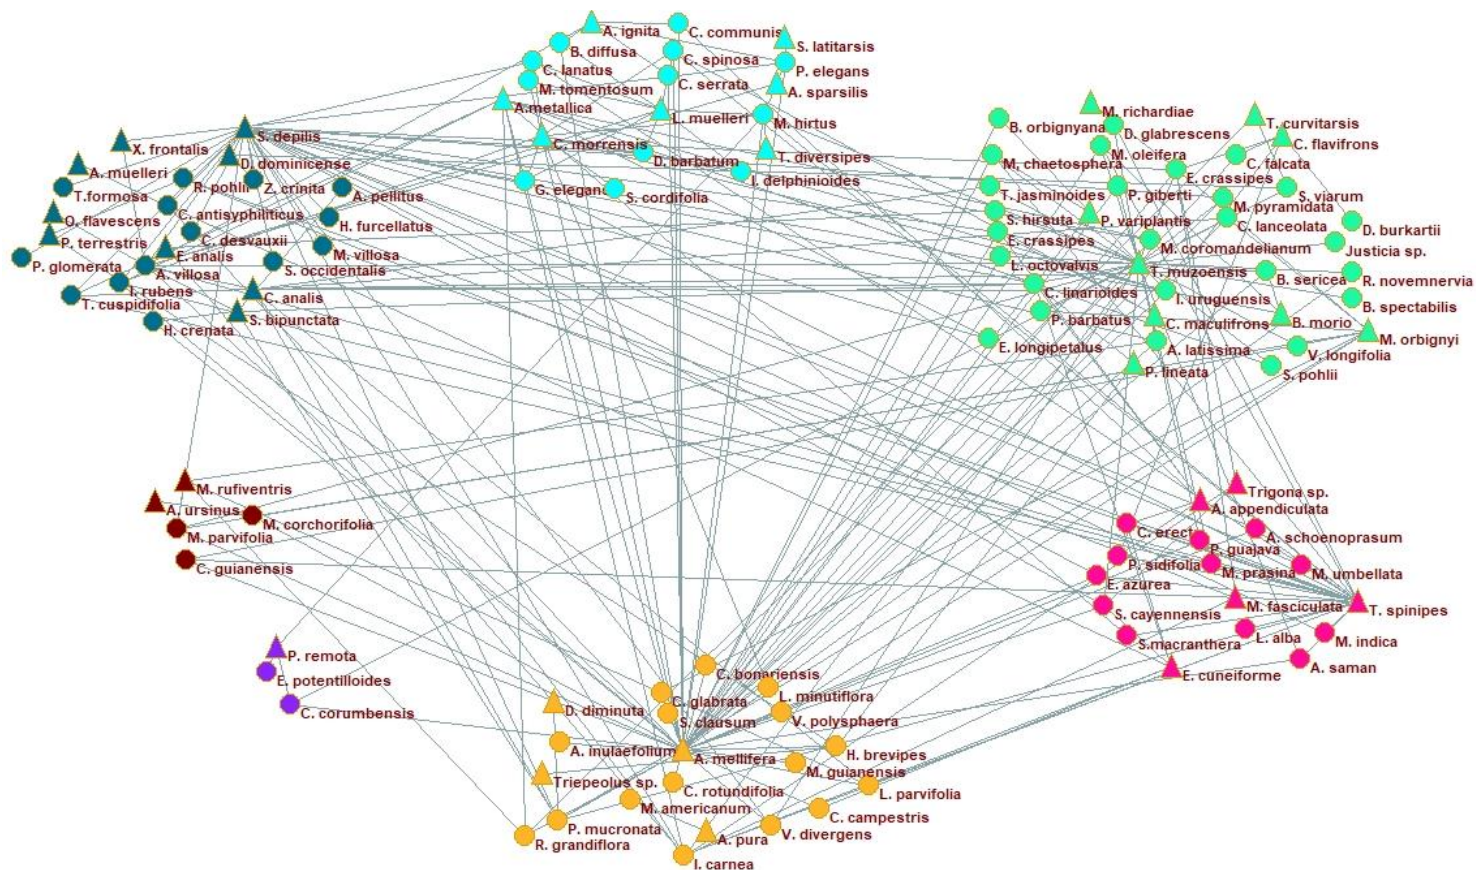 A. ignita
C. communis
B. diffusa
S. latitarsis
C. spinosa
C. lanatus
P. elegans
C. serrata
M. tomentosum
A. sparsilis
A.metallica
L. muelleri
M. hirtus
C. morrensis
D. barbatum
T. diversipes
I. delphinioides
S. cordifolia
S. depilis
X. frontalis
D. dominicense
A. muelleri
R. pohlii
Z. crinita
A. pellitus
T.formosa
C. antisyphiliticus
O. flavescens
H. furcellatus
C. desvauxii
P. terrestris
E. analis
M. villosa
P. glomerata
A. villosa
S. occidentalis
I. rubens
T. cuspidifolia
C. analis
S. bipunctata
H. crenata
M. richardiae
B. orbignyana
D. glabrescens
T. curvitarsis
C. flavifrons
M. chaetosphera
M. oleifera
C. falcata
E. crassipes
T. jasminoides
P. giberti
S. viarum
M. pyramidata
S. hirsuta
P. variplantis
C. lanceolata
D. burkartii
E. crassipes
M. coromandelianum
Justicia sp.
L. octovalvis
T. muzoensis
B. sericea
R. novemnervia
C. linarioides
I. uruguensis
B. spectabilis
P. barbatus
C. maculifrons
B. morio
M. orbignyi
E. longipetalus
A. latissima
V. longifolia
P. lineata
S. pohlii
M. rufiventris
A. ursinus
M. corchorifolia
M. parvifolia
C. guianensis
Trigona sp.
A. appendiculata
C. erect
A. schoenoprasum
P. guajava
P. sidifolia
M. prasina
M. umbellata
E. azurea
S. cayennensis
M. fasciculata
T. spinipes
S.macranthera
L. alba
M. indica
E. cuneiforme
A. saman
P. remota
E. potentilloides
C. corumbensis
C. bonariensis
C. glabrata
L. minutiflora
D. diminuta
S. clausum
V. polysphaera
A. inulaefolium
A. mellifera
H. brevipes
M. guianensis
Triepeolus sp.
C. rotundifolia
L. parvifolia
M. americanum
C. campestris
P. mucronata
R. grandiflora
A. pura
V. divergens
I. carnea